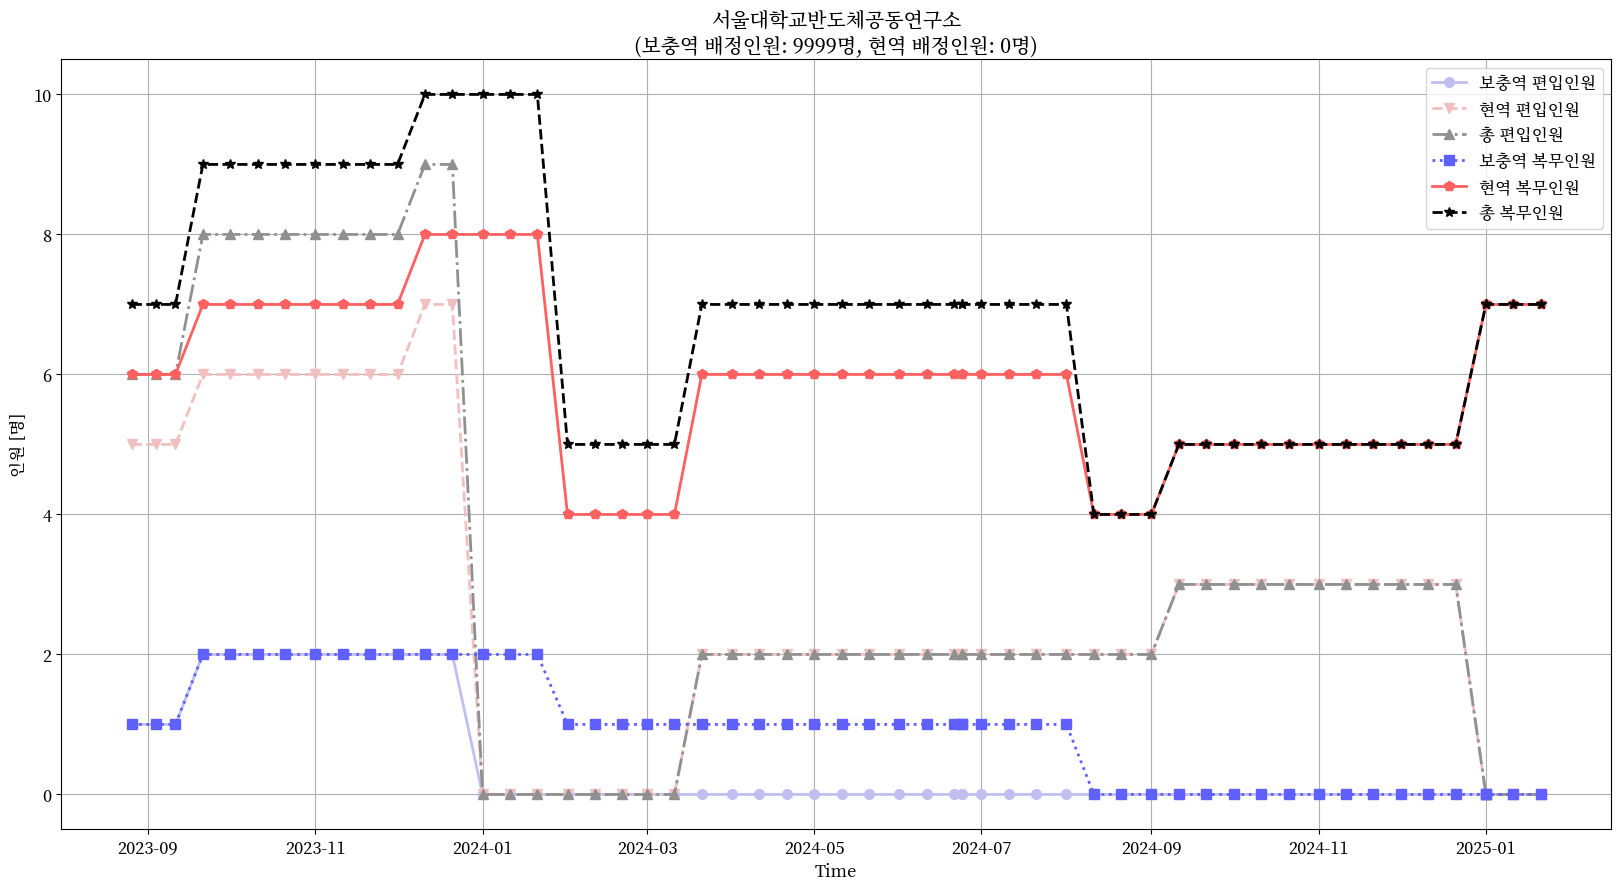 서울대학교반도체공동연구소
(보충역 배정인원: 9999명, 현역 배정인원: 0명)
보충역 편입인원
현역 편입인원
총 편입인원
보충역 복무인원
현역 복무인원
총 복무인원
인원 [명]
10
8
6
4
2
0
2023-09
2023-11
2024-01
2024-03
2024-05
2024-07
2024-09
2024-11
2025-01
Time